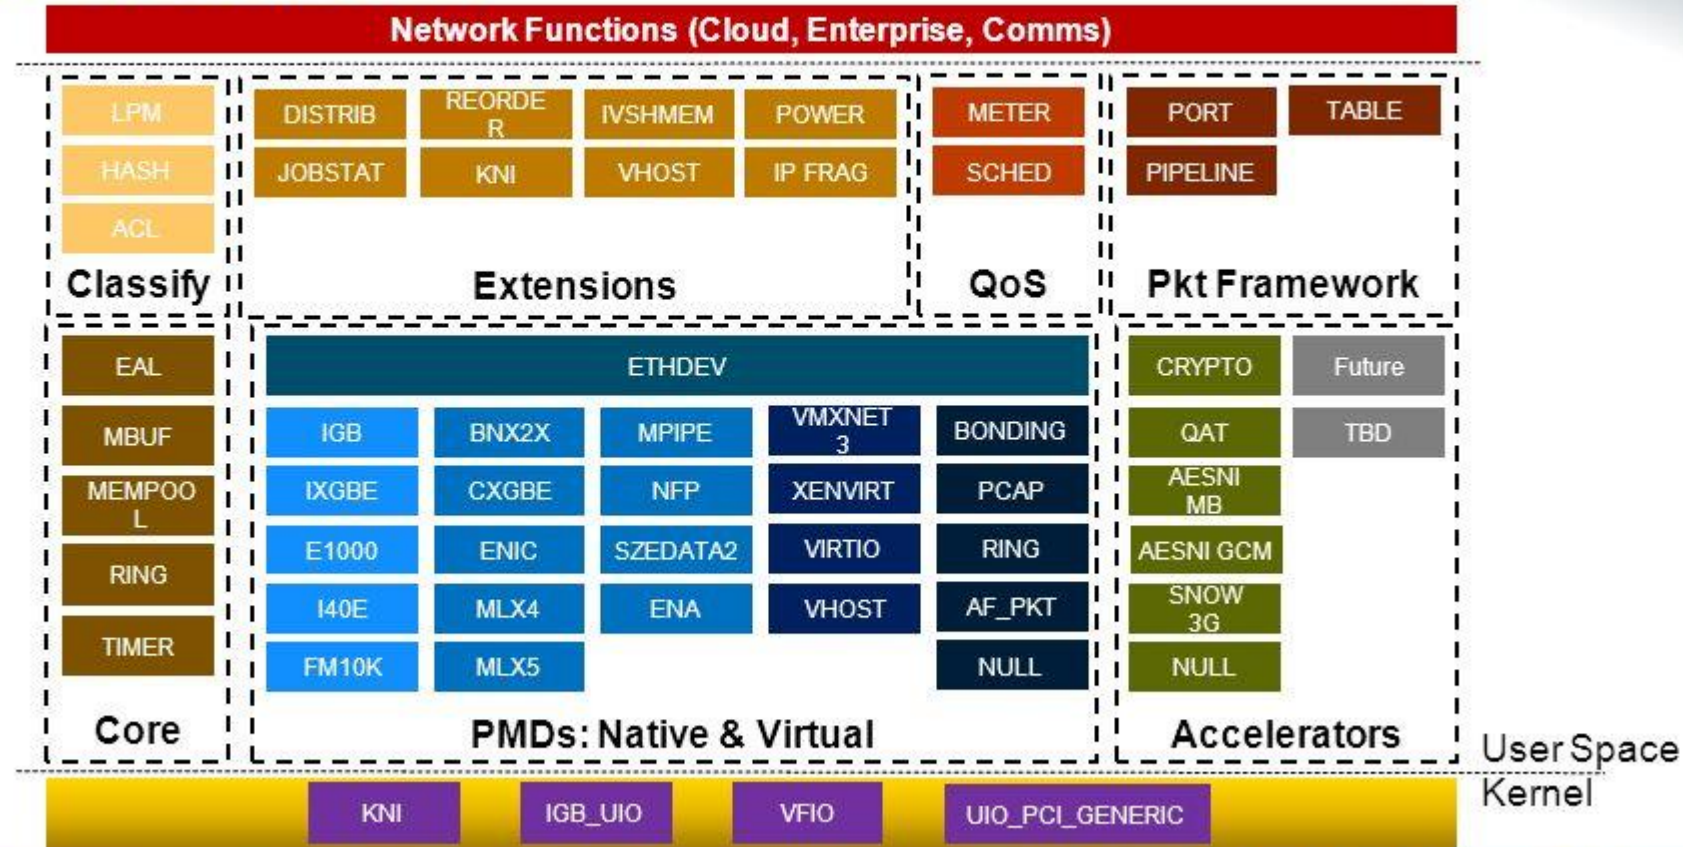 Network Functions (Cloud, Enterprise, Comms)
LPM
HASH
ACL
Classify
DISTRIB
REORDE
R
IVSHMEM
POWER
JOBSTAT
KNI
VHOST
IP FRAG
Extensions
METER
SCHED
QoS
PORT
TABLE
PIPELINE
Pkt Framework
EAL
MBUF
MEMPOO
L
RING
TIMER
Core
ETHDEV
IGB
BNX2X
MPIPE
VMXNET
3
BONDING
IXGBE
CXGBE
NFP
XENVIRT
PCAP
E1000
ENIC
SZEDATA2
VIRTIO
RING
I40E
MLX4
ENA
VHOST
AF_PKT
FM10K
MLX5
NULL
PMDs: Native & Virtual
CRYPTO
Future
QAT
TBD
AESNI
MB
AESNI GCM
SNOW
3G
NULL
Accelerators
User Space
Kernel
KNI
IGB_UIO
VFIO
UIO_PCI_GENERIC